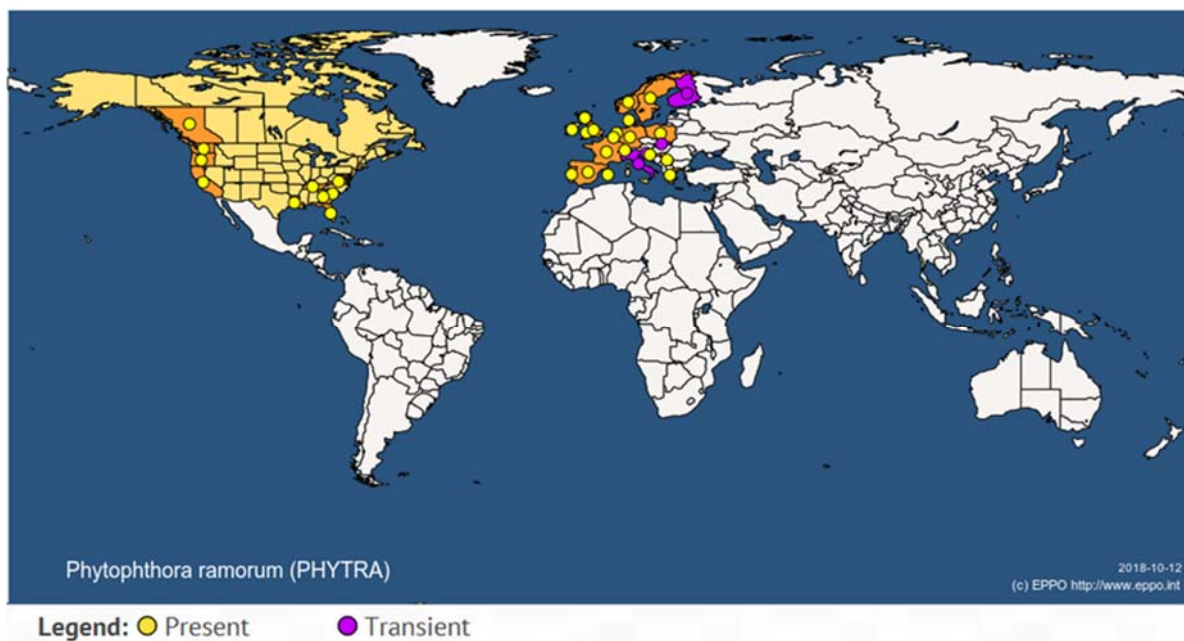 Phytophthora ramorum (PHYTRA)
2018-10-12
(c) EPPO http://www.eppo.int
Legend: Present Transient